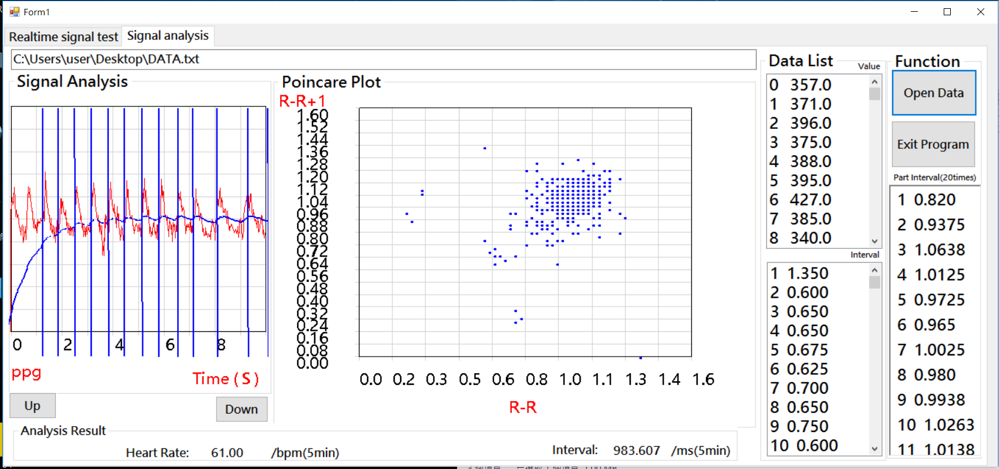 Form1
Realtime signal test
Signal analysis
C:\Users\user\Desktop\DATA.txt
Signal Analysis
0 2 4 6 8
ppg
Time ( S )
Up
Down
Poincare Plot
R-R+1
1.60
1.52
1.44
1.36
1.28
1.20
1.12
1.04
0.96
0.88
0.80
0.72
0.64
0.56
0.48
0.40
0.32
0.24
0.16
0.08
0.00
0.0 0.2 0.3 0.5 0.6 0.8 1.0 1.1 1.3 1.4 1.6
R-R
Data List
Value
0 357.0
1 371.0
2 396.0
3 375.0
4 388.0
5 395.0
6 427.0
7 385.0
8 340.0
Interval
1 1.350
2 0.600
3 0.650
4 0.650
5 0.675
6 0.625
7 0.700
8 0.650
9 0.750
10 0.600
Function
Open Data
Exit Program
Part Interval(20times)
1 0.820
2 0.9375
3 1.0638
4 1.0125
5 0.9725
6 0.965
7 1.0025
8 0.980
9 0.9938
10 1.0263
11 1.0138
Analysis Result
Heart Rate: 61.00 /bpm(5min)
Interval: 983.607 /ms(5min)